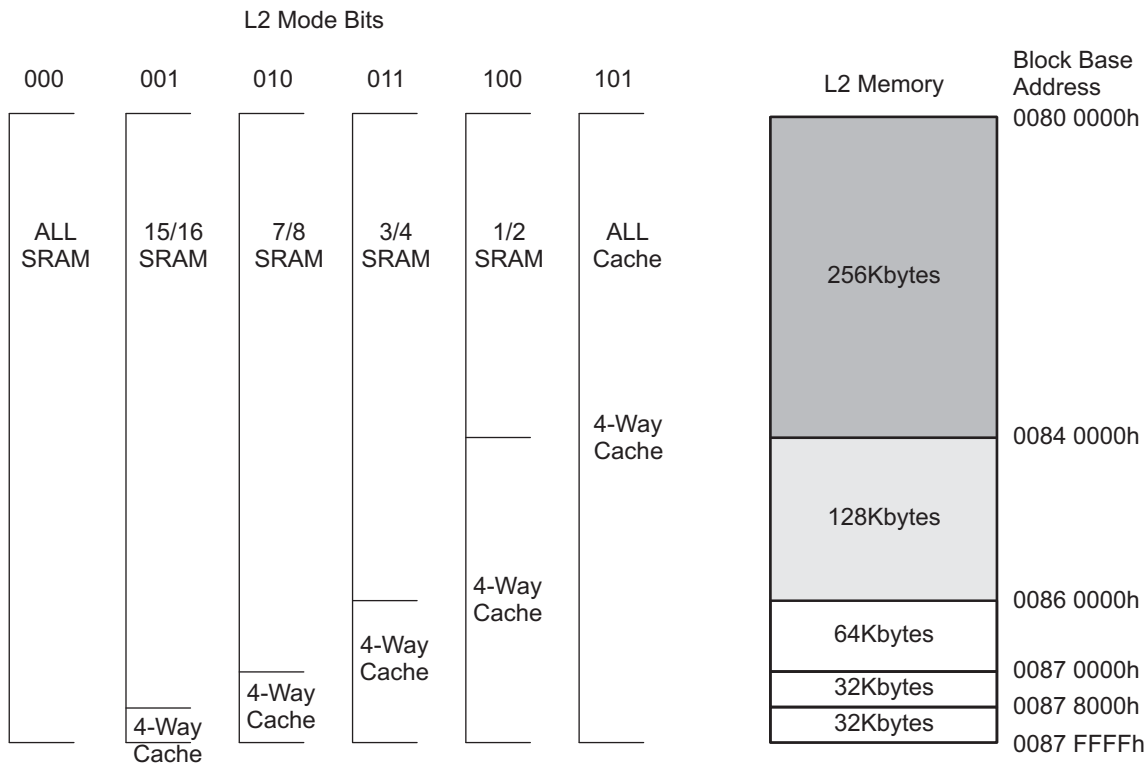 L2 Mode Bits
000 001 010 011 100 101
L2 Memory
Block Base
Address
0080 0000h
ALL
SRAM
15/16
SRAM
7/8
SRAM
3/4
SRAM
1/2
SRAM
ALL
Cache
256Kbytes
4-Way
Cache
0084 0000h
128Kbytes
4-Way
Cache
0086 0000h
4-Way
Cache
64Kbytes
0087 0000h
4-Way
Cache
32Kbytes
0087 8000h
4-Way
Cache
32Kbytes
0087 FFFFh